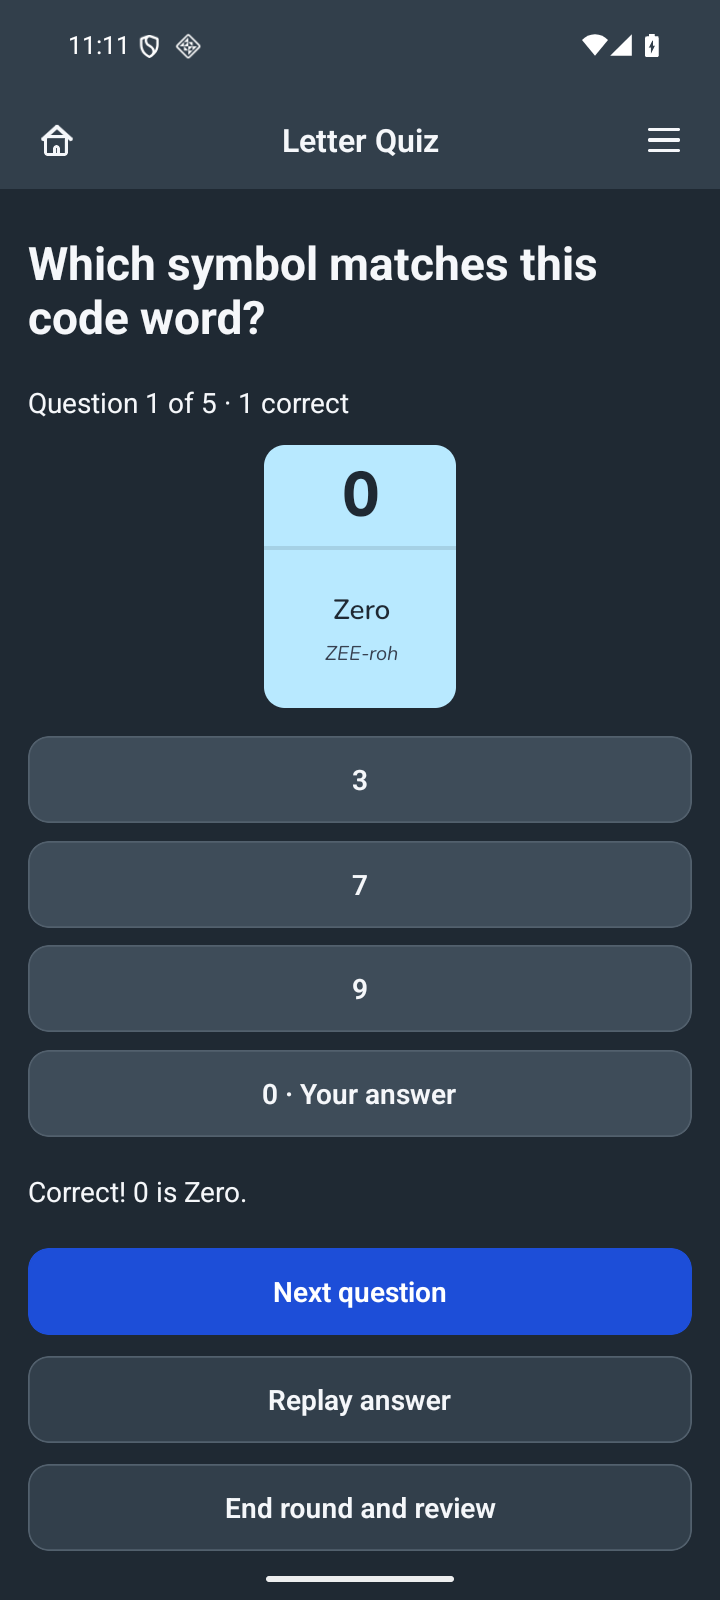 11:11
Letter Quiz
Which symbol matches this
code word?
Question 1 of 5 · 1 correct
0
Zero
ZEE-roh
3
7
9
0 · Your answer
Correct! 0 is Zero.
Next question
Replay answer
End round and review